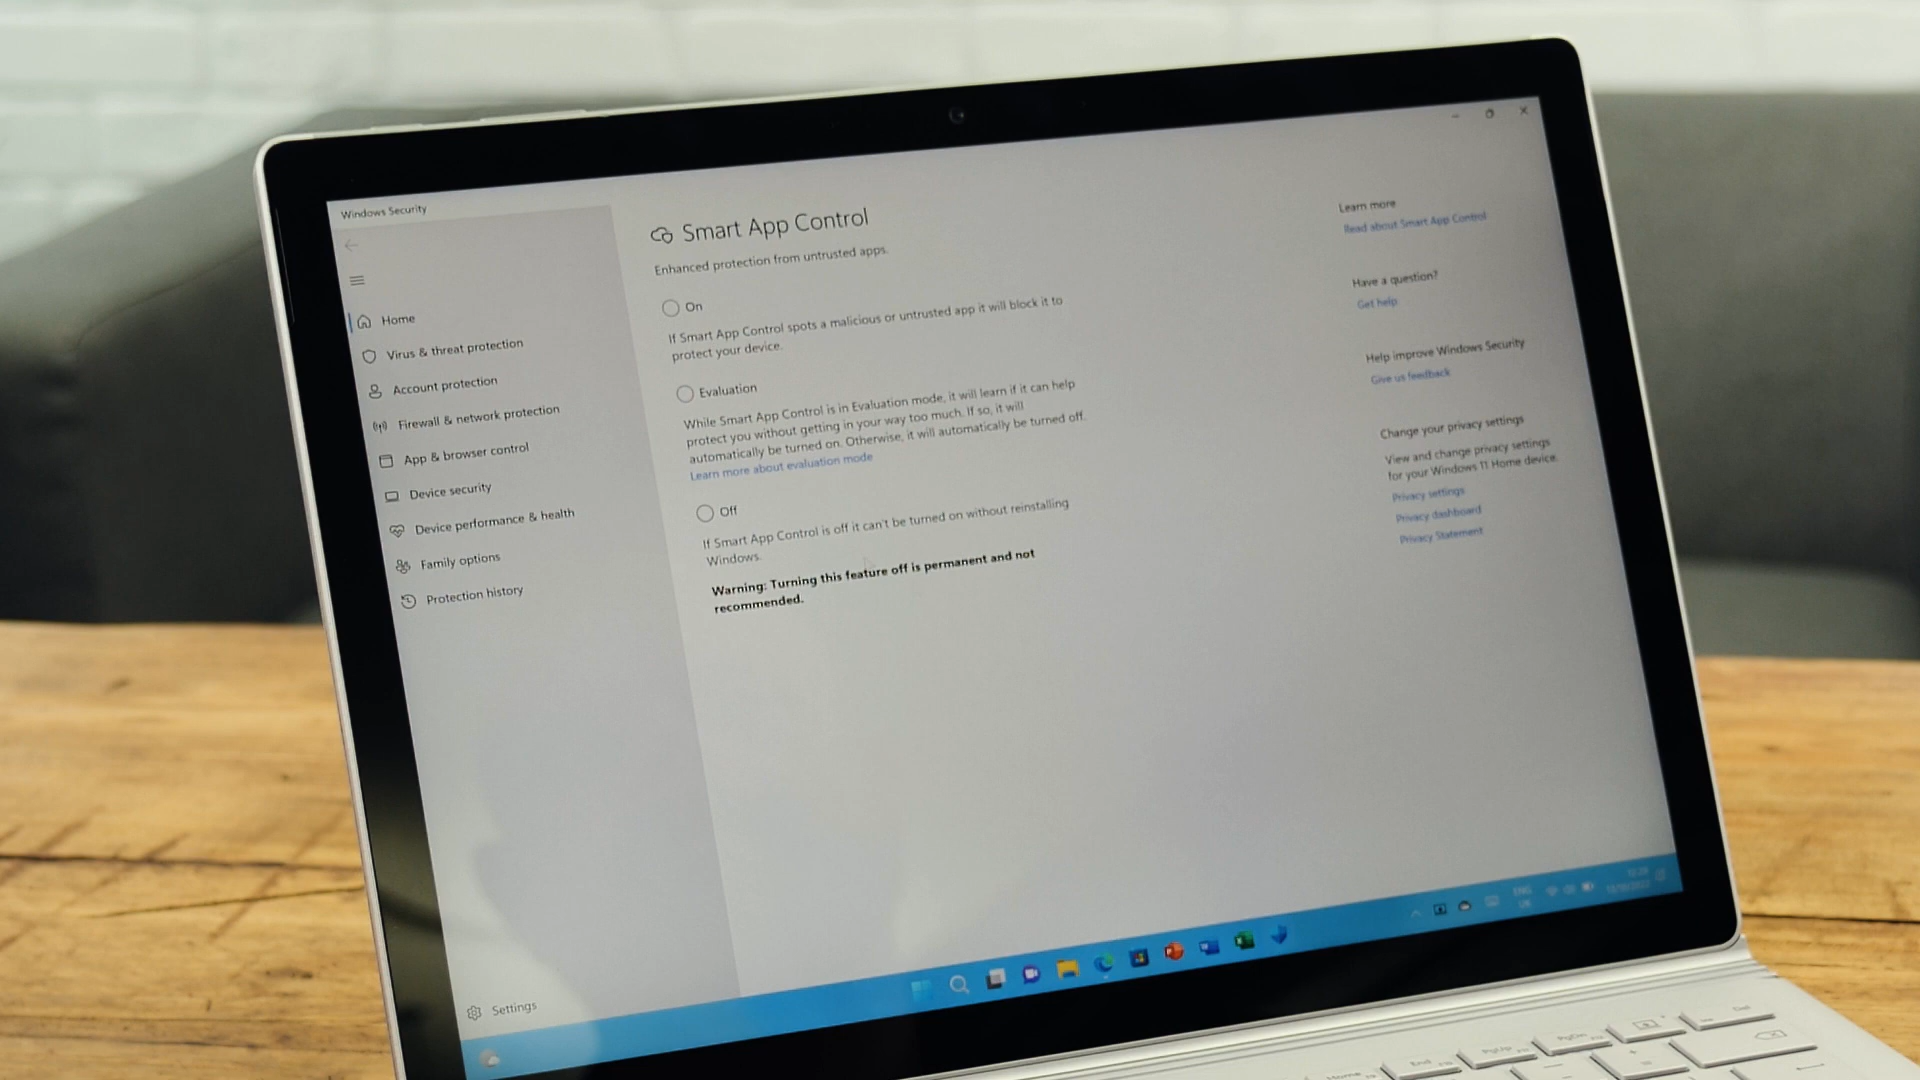 Windows Security
Home
Virus & threat protection
Account protection
Firewall & network protection
App & browser control
Device security
Device performance & health
Family options
Protection history
Settings
Smart App Control
Enhanced protection from untrusted apps.
On
If Smart App Control spots a malicious or untrusted app it will block it to
protect your device.
Evaluation
While Smart App Control is in Evaluation mode, it will learn if it can help
protect you without getting in your way too much. If so, it will
automatically be turned on. Otherwise, it will automatically be turned off.
Learn more about evaluation mode
Off
If Smart App Control is off it can't be turned on without reinstalling
Windows.
Warning: Turning this feature off is permanent and not
recommended.
Learn more
Read about Smart App Control
Have a question?
Get help
Help improve Windows Security
Give us feedback
Change your privacy settings
View and change privacy settings
for your Windows 11 Home device.
Privacy settings
Privacy dashboard
Privacy Statement
ENG
UK